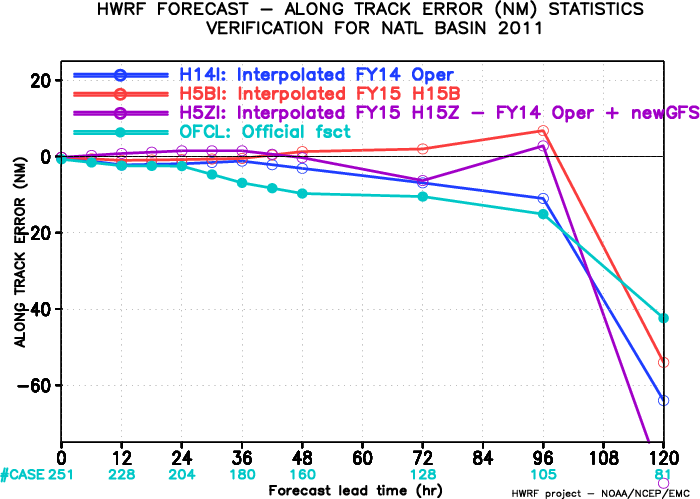 HWRF FORECAST – ALONG TRACK ERROR (NM) STATISTICS
VERIFICATION FOR NATL BASIN 2011
H14I: Interpolated FY14 Oper
H5BI: Interpolated FY15 H15B
H5ZI: Interpolated FY15 H15Z – FY14 Oper + newGFS
OFCL: Official fsct
ALONG TRACK ERROR (NM)
20
0
−20
−40
−60
0 12 24 36 48 60 72 84 96 108 120
#CASE 251 228 204 180 160 128 105 81
Forecast lead time (hr)
HWRF project – NOAA/NCEP/EMC